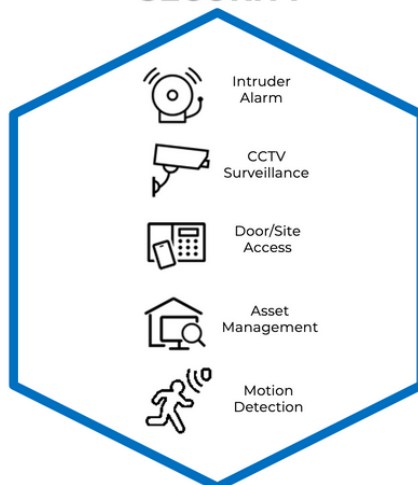 Intruder
Alarm
CCTV
Surveillance
Door/Site
Access
Asset
Management
Motion
Detection